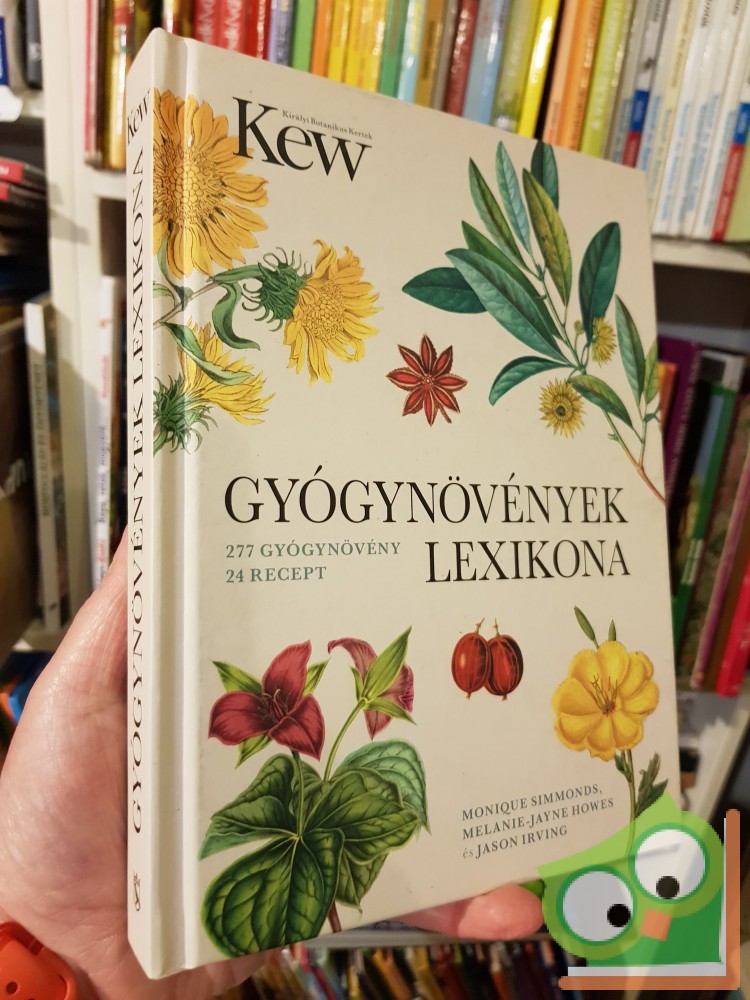 Királyi Botanikus Kertek
Kew
GYÓGYNÖVÉNYEK
LEXIKONA
277 GYÓGYNÖVÉNY
24 RECEPT
MONIQUE SIMMONDS,
MELANIE-JAYNE HOWES
és JASON IRVING
Kew
GYÓGYNÖVÉNYEK LEXIKONA